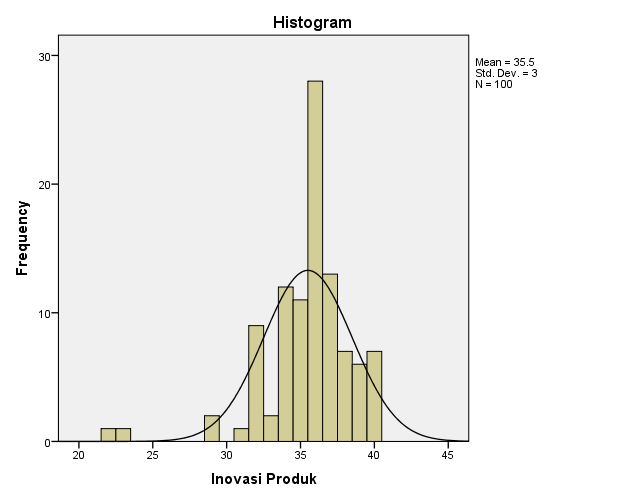 Histogram
Mean = 35.5
Std. Dev. = 3
N = 100
Frequency
30
20
10
0
20 25 30 35 40 45
Inovasi Produk